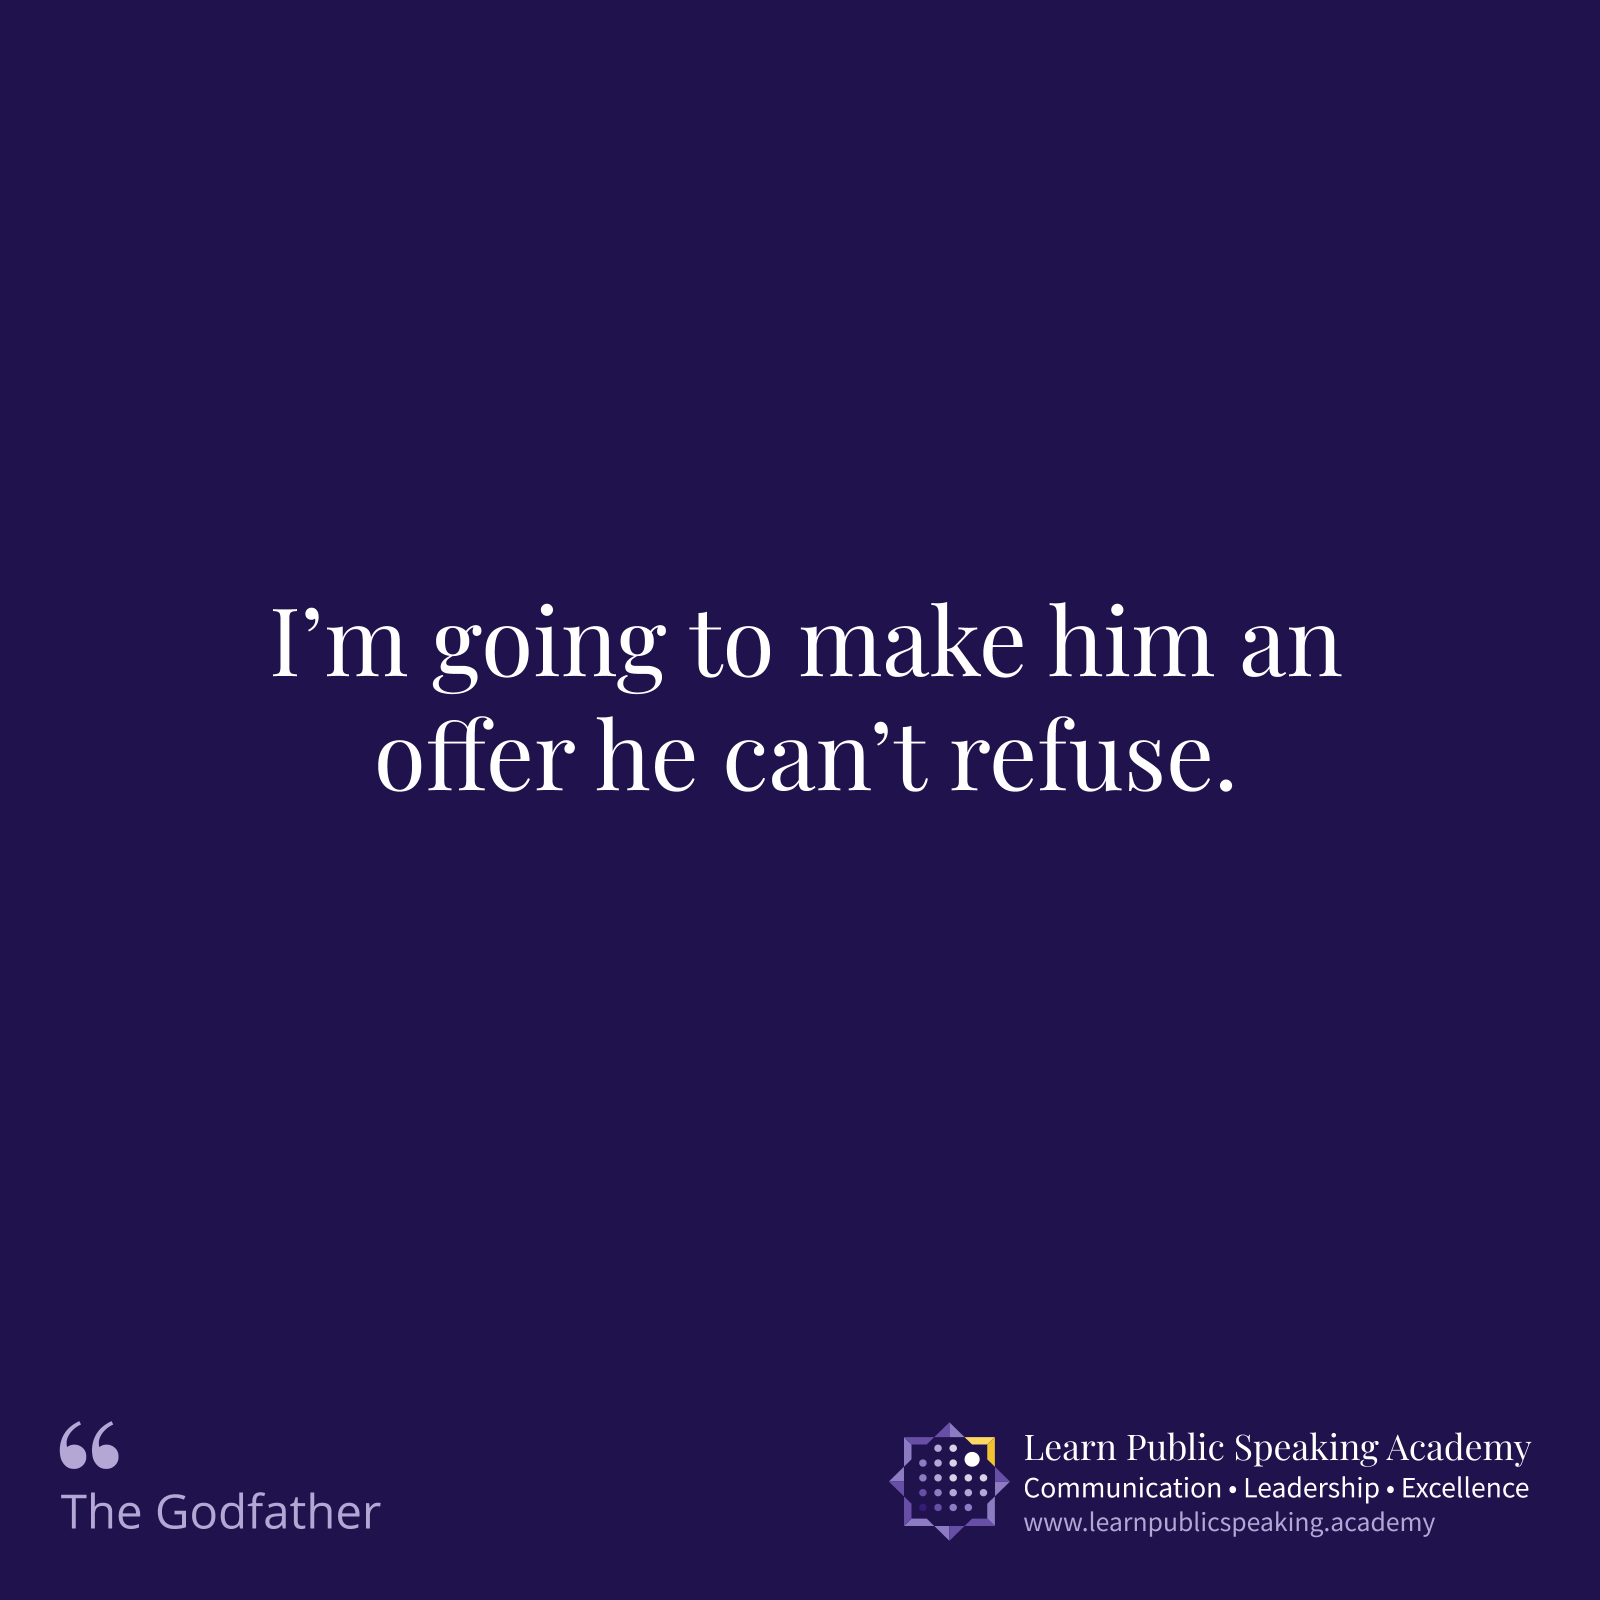 I’m going to make him an
offer he can’t refuse.
“
The Godfather
Learn Public Speaking Academy
Communication • Leadership • Excellence
www.learnpublicspeaking.academy